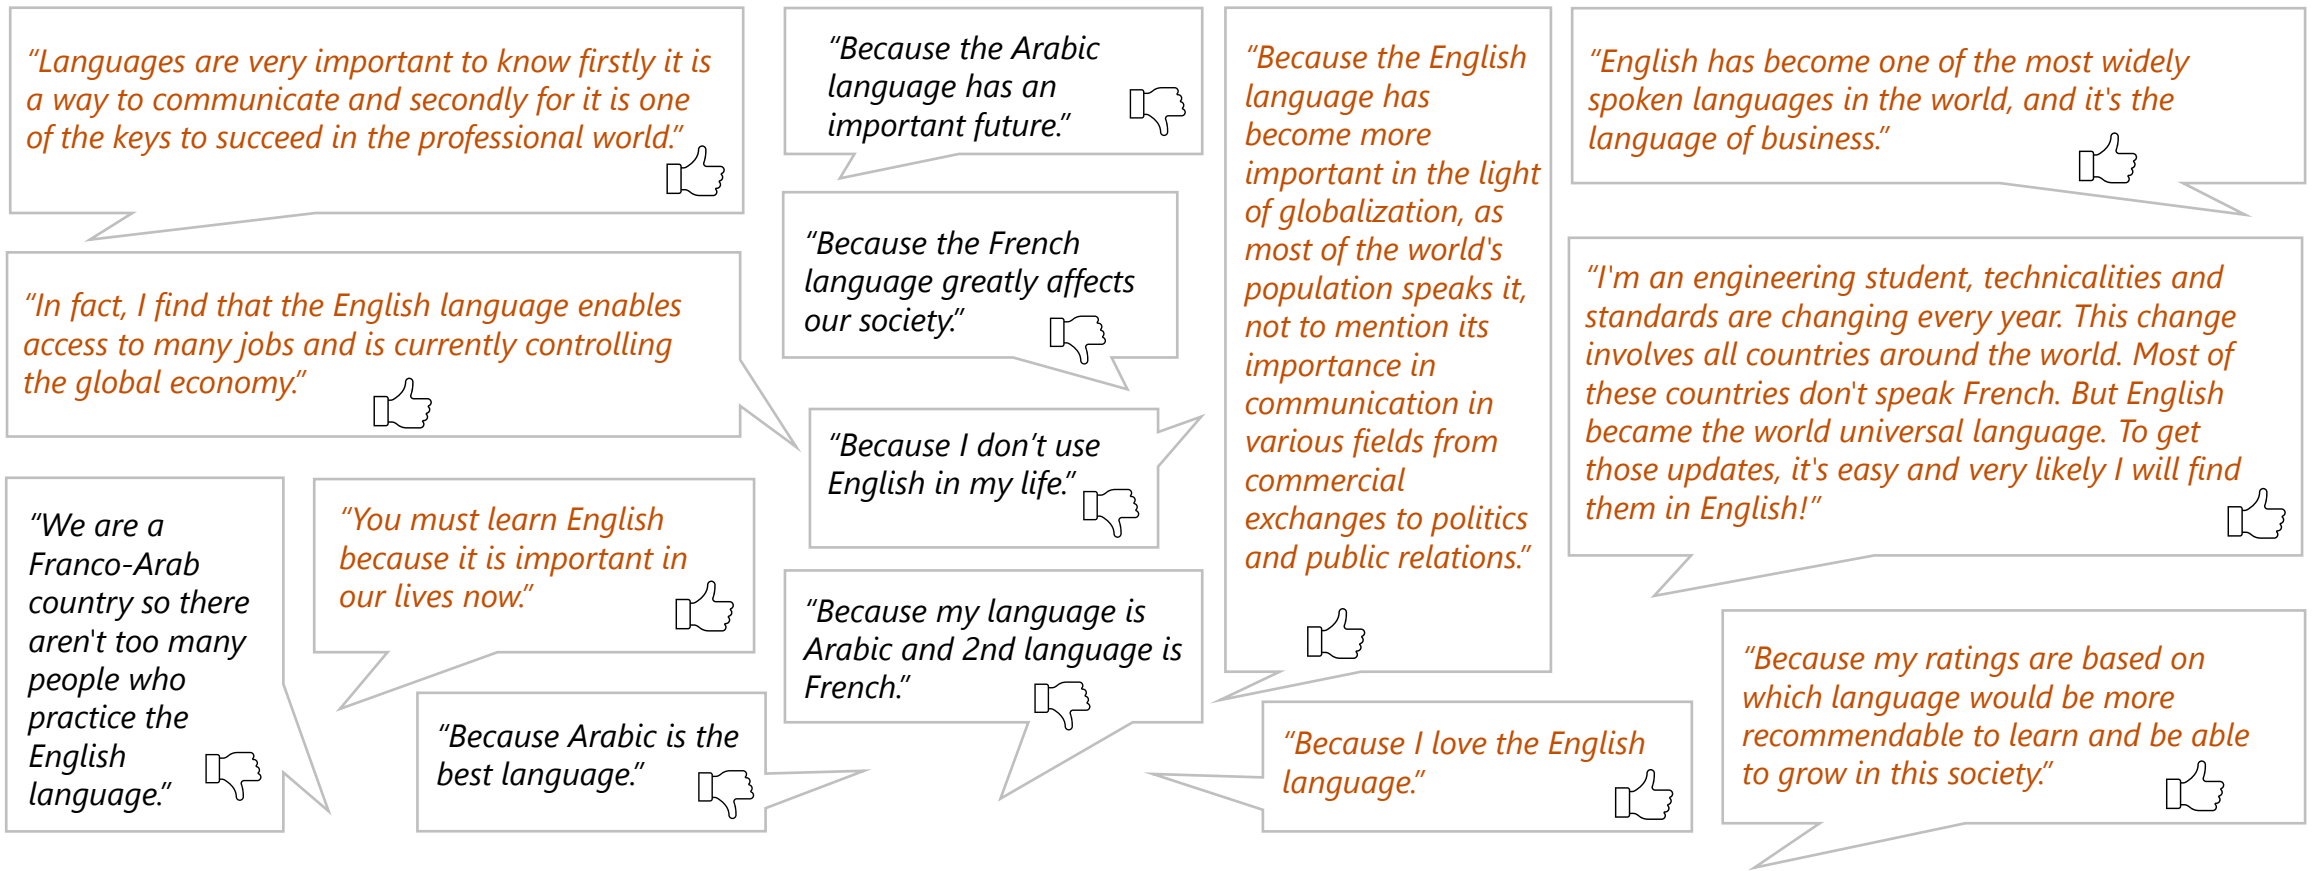 “Languages are very important to know firstly it is
a way to communicate and secondly for it is one
of the keys to succeed in the professional world.”
“In fact, I find that the English language enables
access to many jobs and is currently controlling
the global economy.”
“We are a
Franco-Arab
country so there
aren't too many
people who
practice the
English
language.”
“You must learn English
because it is important in
our lives now.”
“Because Arabic is the
best language.”
“Because the Arabic
language has an
important future.”
“Because the French
language greatly affects
our society.”
“Because I don’t use
English in my life.”
“Because my language is
Arabic and 2nd language is
French.”
“Because the English
language has
become more
important in the light
of globalization, as
most of the world's
population speaks it,
not to mention its
importance in
communication in
various fields from
commercial
exchanges to politics
and public relations.”
“Because I love the English
language.”
“English has become one of the most widely
spoken languages in the world, and it's the
language of business.”
“I'm an engineering student, technicalities and
standards are changing every year. This change
involves all countries around the world. Most of
these countries don't speak French. But English
became the world universal language. To get
those updates, it's easy and very likely I will find
them in English!”
“Because my ratings are based on
which language would be more
recommendable to learn and be able
to grow in this society.”